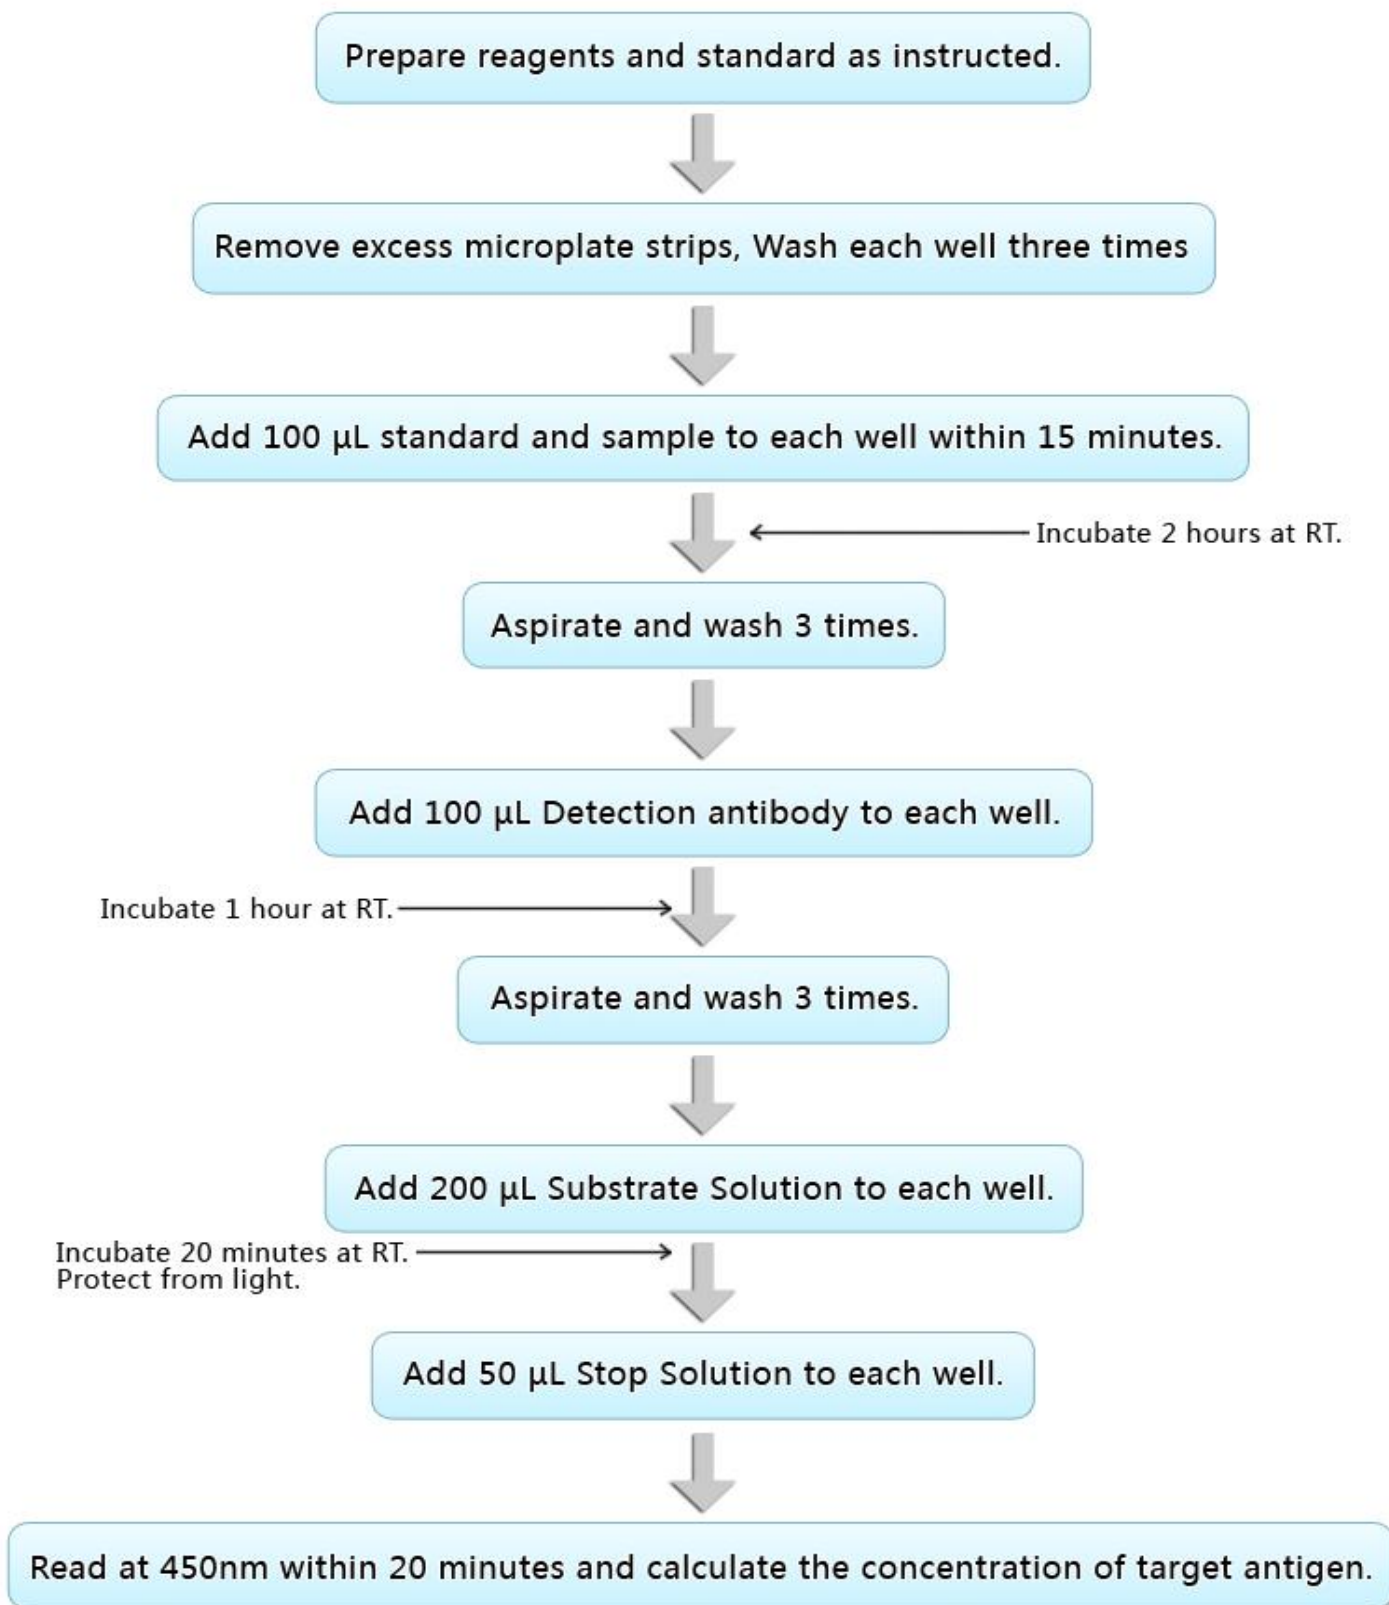 Prepare reagents and standard as instructed.
Remove excess microplate strips, Wash each well three times
Add 100 µL standard and sample to each well within 15 minutes.
Incubate 2 hours at RT.
Aspirate and wash 3 times.
Add 100 µL Detection antibody to each well.
Incubate 1 hour at RT.
Aspirate and wash 3 times.
Add 200 µL Substrate Solution to each well.
Incubate 20 minutes at RT.
Protect from light.
Add 50 µL Stop Solution to each well.
Read at 450nm within 20 minutes and calculate the concentration of target antigen.